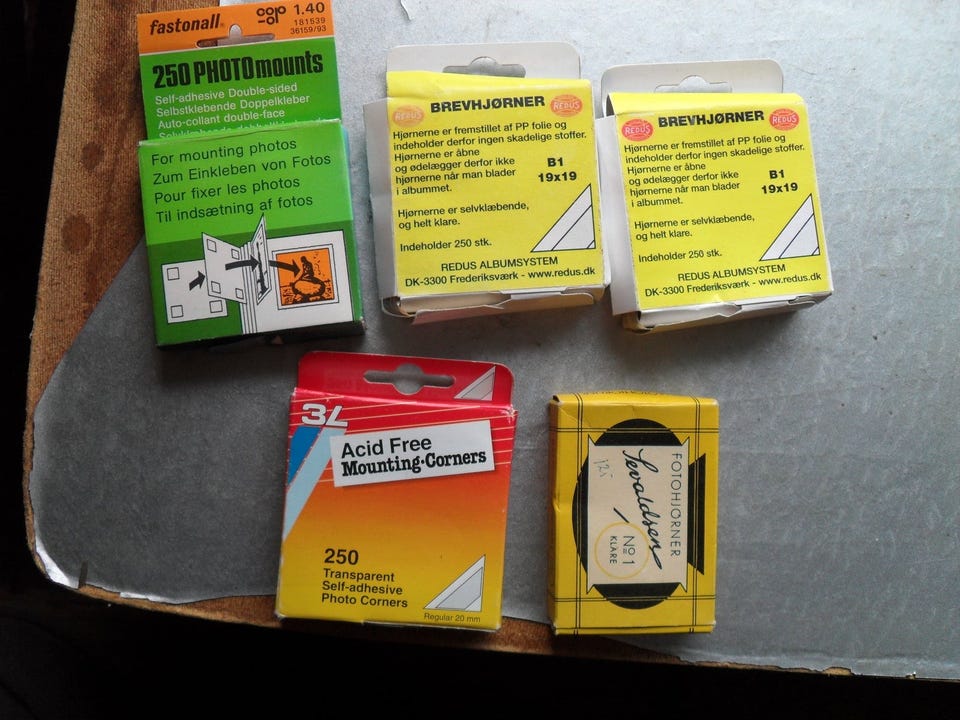 fastonall®
coop 1.40
181539
36159/93
250 PHOTOmounts
Self-adhesive Double-sided
Selbstklebende Doppelkleber
Auto-collant double-face
For mounting photos
Zum Einkleben von Fotos
Pour fixer les photos
Til indsætning af fotos
BREVHJØRNER
REDUS
REDUS
Hjørnerne er fremstillet af PP folie og
indeholder derfor ingen skadelige stoffer.
Hjørnerne er åbne
og ødelægger derfor ikke
hjørnerne når man blader
i albummet.
B1
19x19
Hjørnerne er selvklæbende,
og helt klare.
Indeholder 250 stk.
REDUS ALBUMSYSTEM
DK-3300 Frederiksværk - www.redus.dk
BREVHJØRNER
REDUS
REDUS
Hjørnerne er fremstillet af PP folie og
indeholder derfor ingen skadelige stoffer.
Hjørnerne er åbne
og ødelægger derfor ikke
hjørnerne når man blader
i albummet.
B1
19x19
Hjørnerne er selvklæbende,
og helt klare.
Indeholder 250 stk.
REDUS ALBUMSYSTEM
DK-3300 Frederiksværk - www.redus.dk
3L
Acid Free
Mounting·Corners
250
Transparent
Self-adhesive
Photo Corners
Regular 20 mm
FOTOHJØRNER
Sevaldsen
No 1
KLARE
125